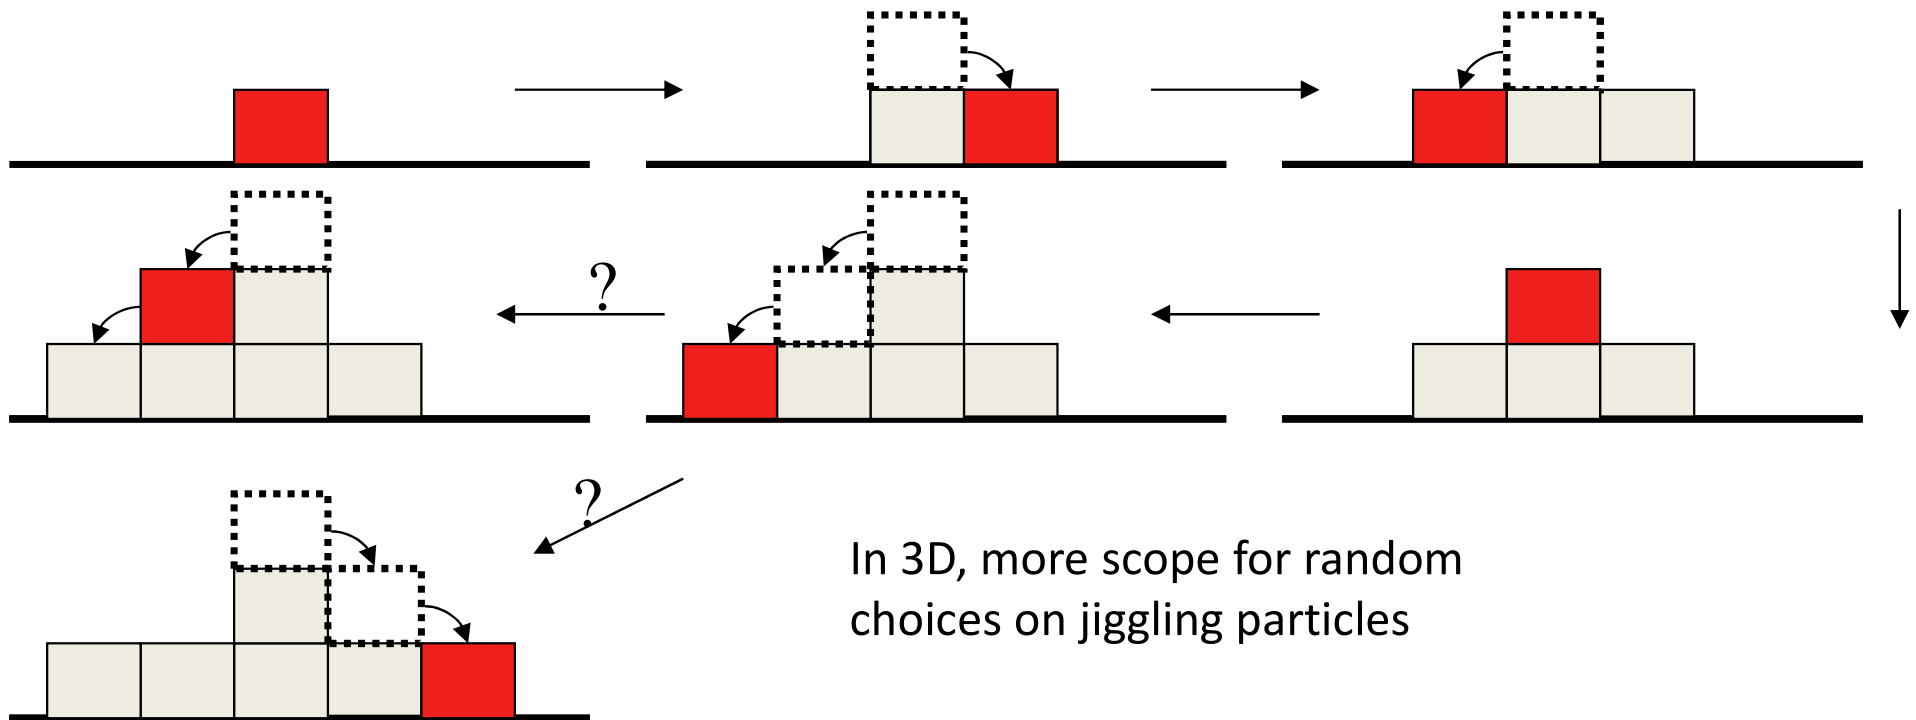 ?
?
In 3D, more scope for random
choices on jiggling particles